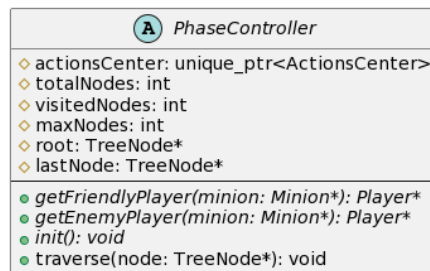 A PhaseController
actionsCenter: unique_ptr<ActionsCenter>
totalNodes: int
visitedNodes: int
maxNodes: int
root: TreeNode*
lastNode: TreeNode*
getFriendlyPlayer(minion: Minion*): Player*
getEnemyPlayer(minion: Minion*): Player*
init(): void
traverse(node: TreeNode*): void